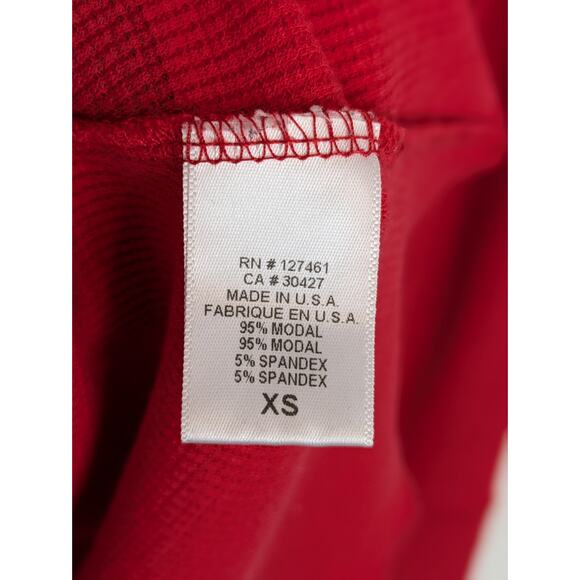 RN # 127461
CA # 30427
MADE IN U.S.A.
FABRIQUE EN U.S.A.
95% MODAL
95% MODAL
5% SPANDEX
5% SPANDEX
XS